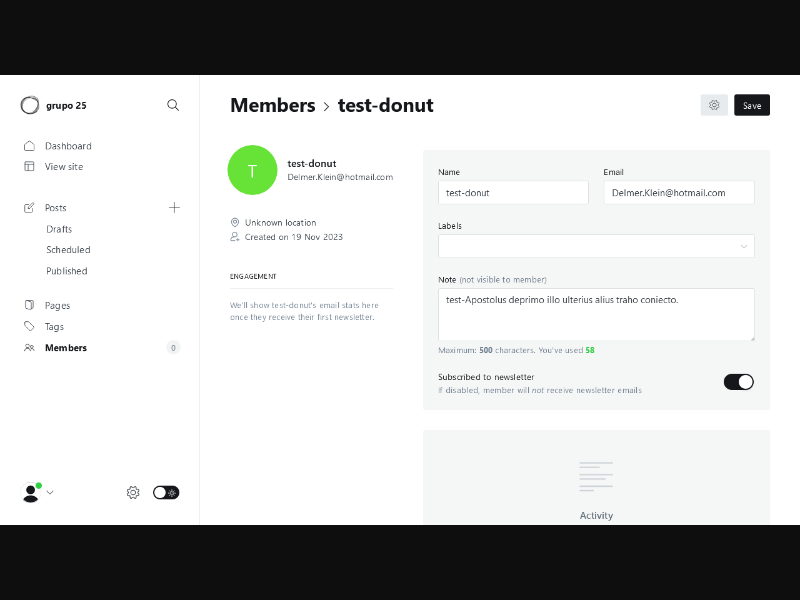 grupo 25
Dashboard
View site
Posts
Drafts
Scheduled
Published
Pages
Tags
Members 0
Members > test-donut
Save
T
test-donut
Delmer.Klein@hotmail.com
Unknown location
Created on 19 Nov 2023
ENGAGEMENT
We'll show test-donut's email stats here
once they receive their first newsletter.
Name
test-donut
Email
Delmer.Klein@hotmail.com
Labels
Note (not visible to member)
test-Apostolus deprimo illo ulterius alius traho coniecto.
Maximum: 500 characters. You've used 58
Subscribed to newsletter
If disabled, member will not receive newsletter emails
Activity